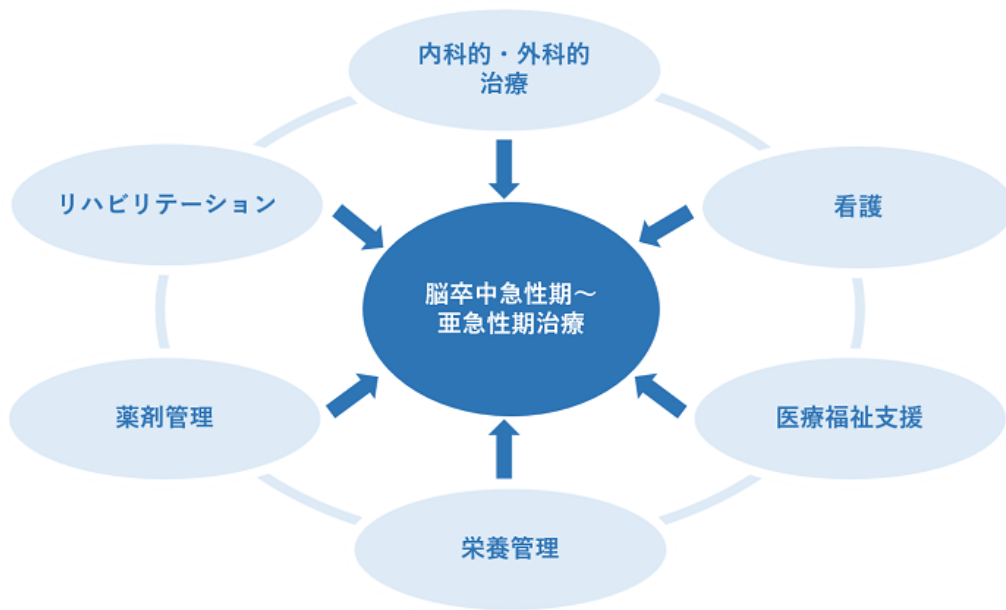 内科的・外科的
治療
リハビリテーション
看護
脳卒中急性期～
亜急性期治療
薬剤管理
医療福祉支援
栄養管理